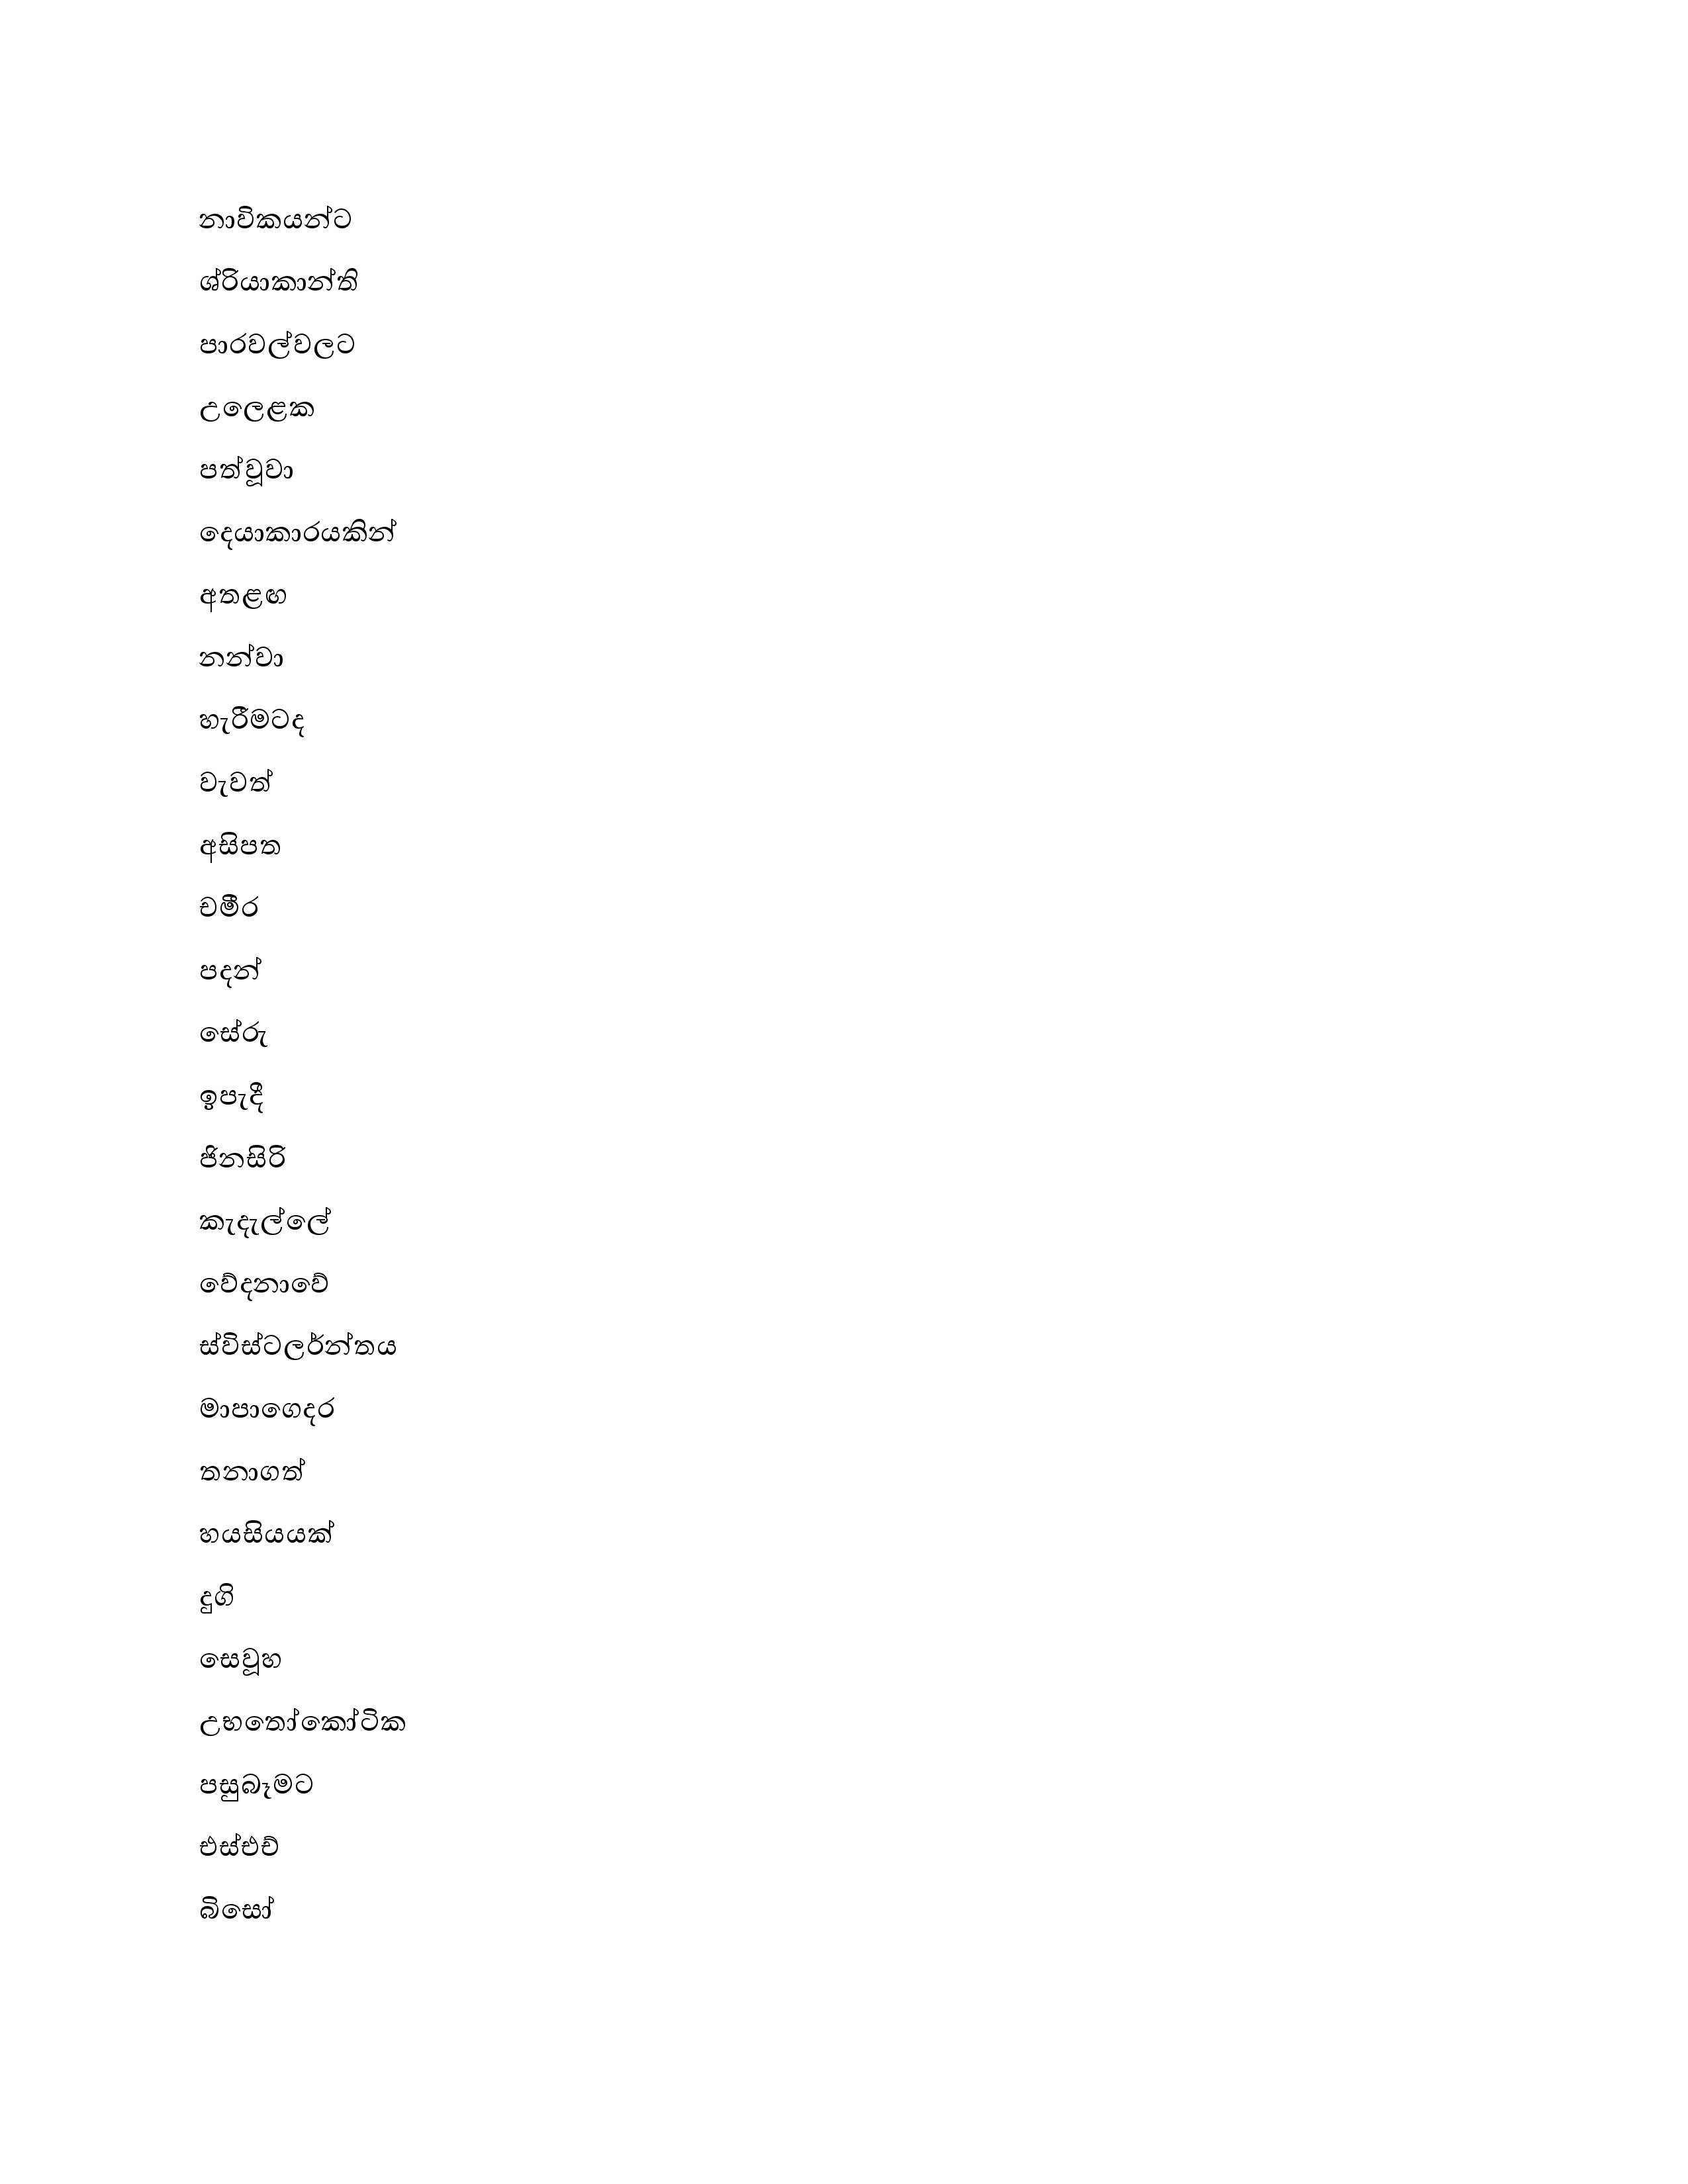 නාවිකයන්ට
ශ්රියාකාන්ති
පාරවල්වලට
උලෙළක
පත්වූවා
දෙයාකාරයකින්
අතළඟ
නන්වා
හැරීමටද
වැවත්
අසිපත
චමීර
පදන්
සේරු
ඉපැදී
ජිනසිරි
කැදැල්ලේ
වේදනාවේ
ස්විස්ටලර්න්තය
මාපාගෙදර
තනාගත්
හයසියයක්
දුගී
සෙවූහ
උභතෝකෝටික
පසුබෑමට
එස්එච්
බිසෝ